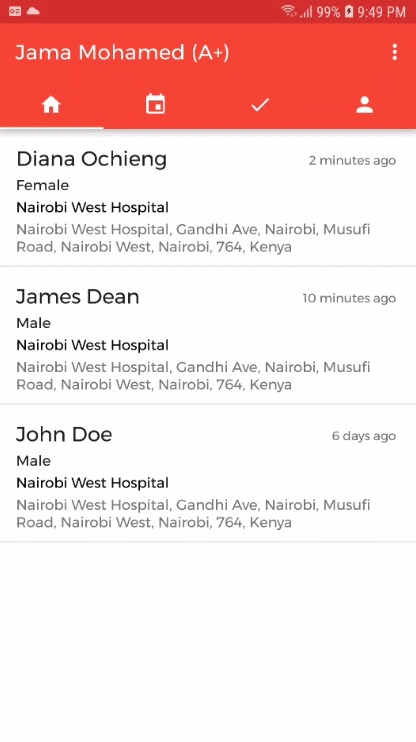 99% 9:49 PM
Jama Mohamed (A+)
Diana Ochieng 2 minutes ago
Female
Nairobi West Hospital
Nairobi West Hospital, Gandhi Ave, Nairobi, Musufi
Road, Nairobi West, Nairobi, 764, Kenya
James Dean 10 minutes ago
Male
Nairobi West Hospital
Nairobi West Hospital, Gandhi Ave, Nairobi, Musufi
Road, Nairobi West, Nairobi, 764, Kenya
John Doe 6 days ago
Male
Nairobi West Hospital
Nairobi West Hospital, Gandhi Ave, Nairobi, Musufi
Road, Nairobi West, Nairobi, 764, Kenya